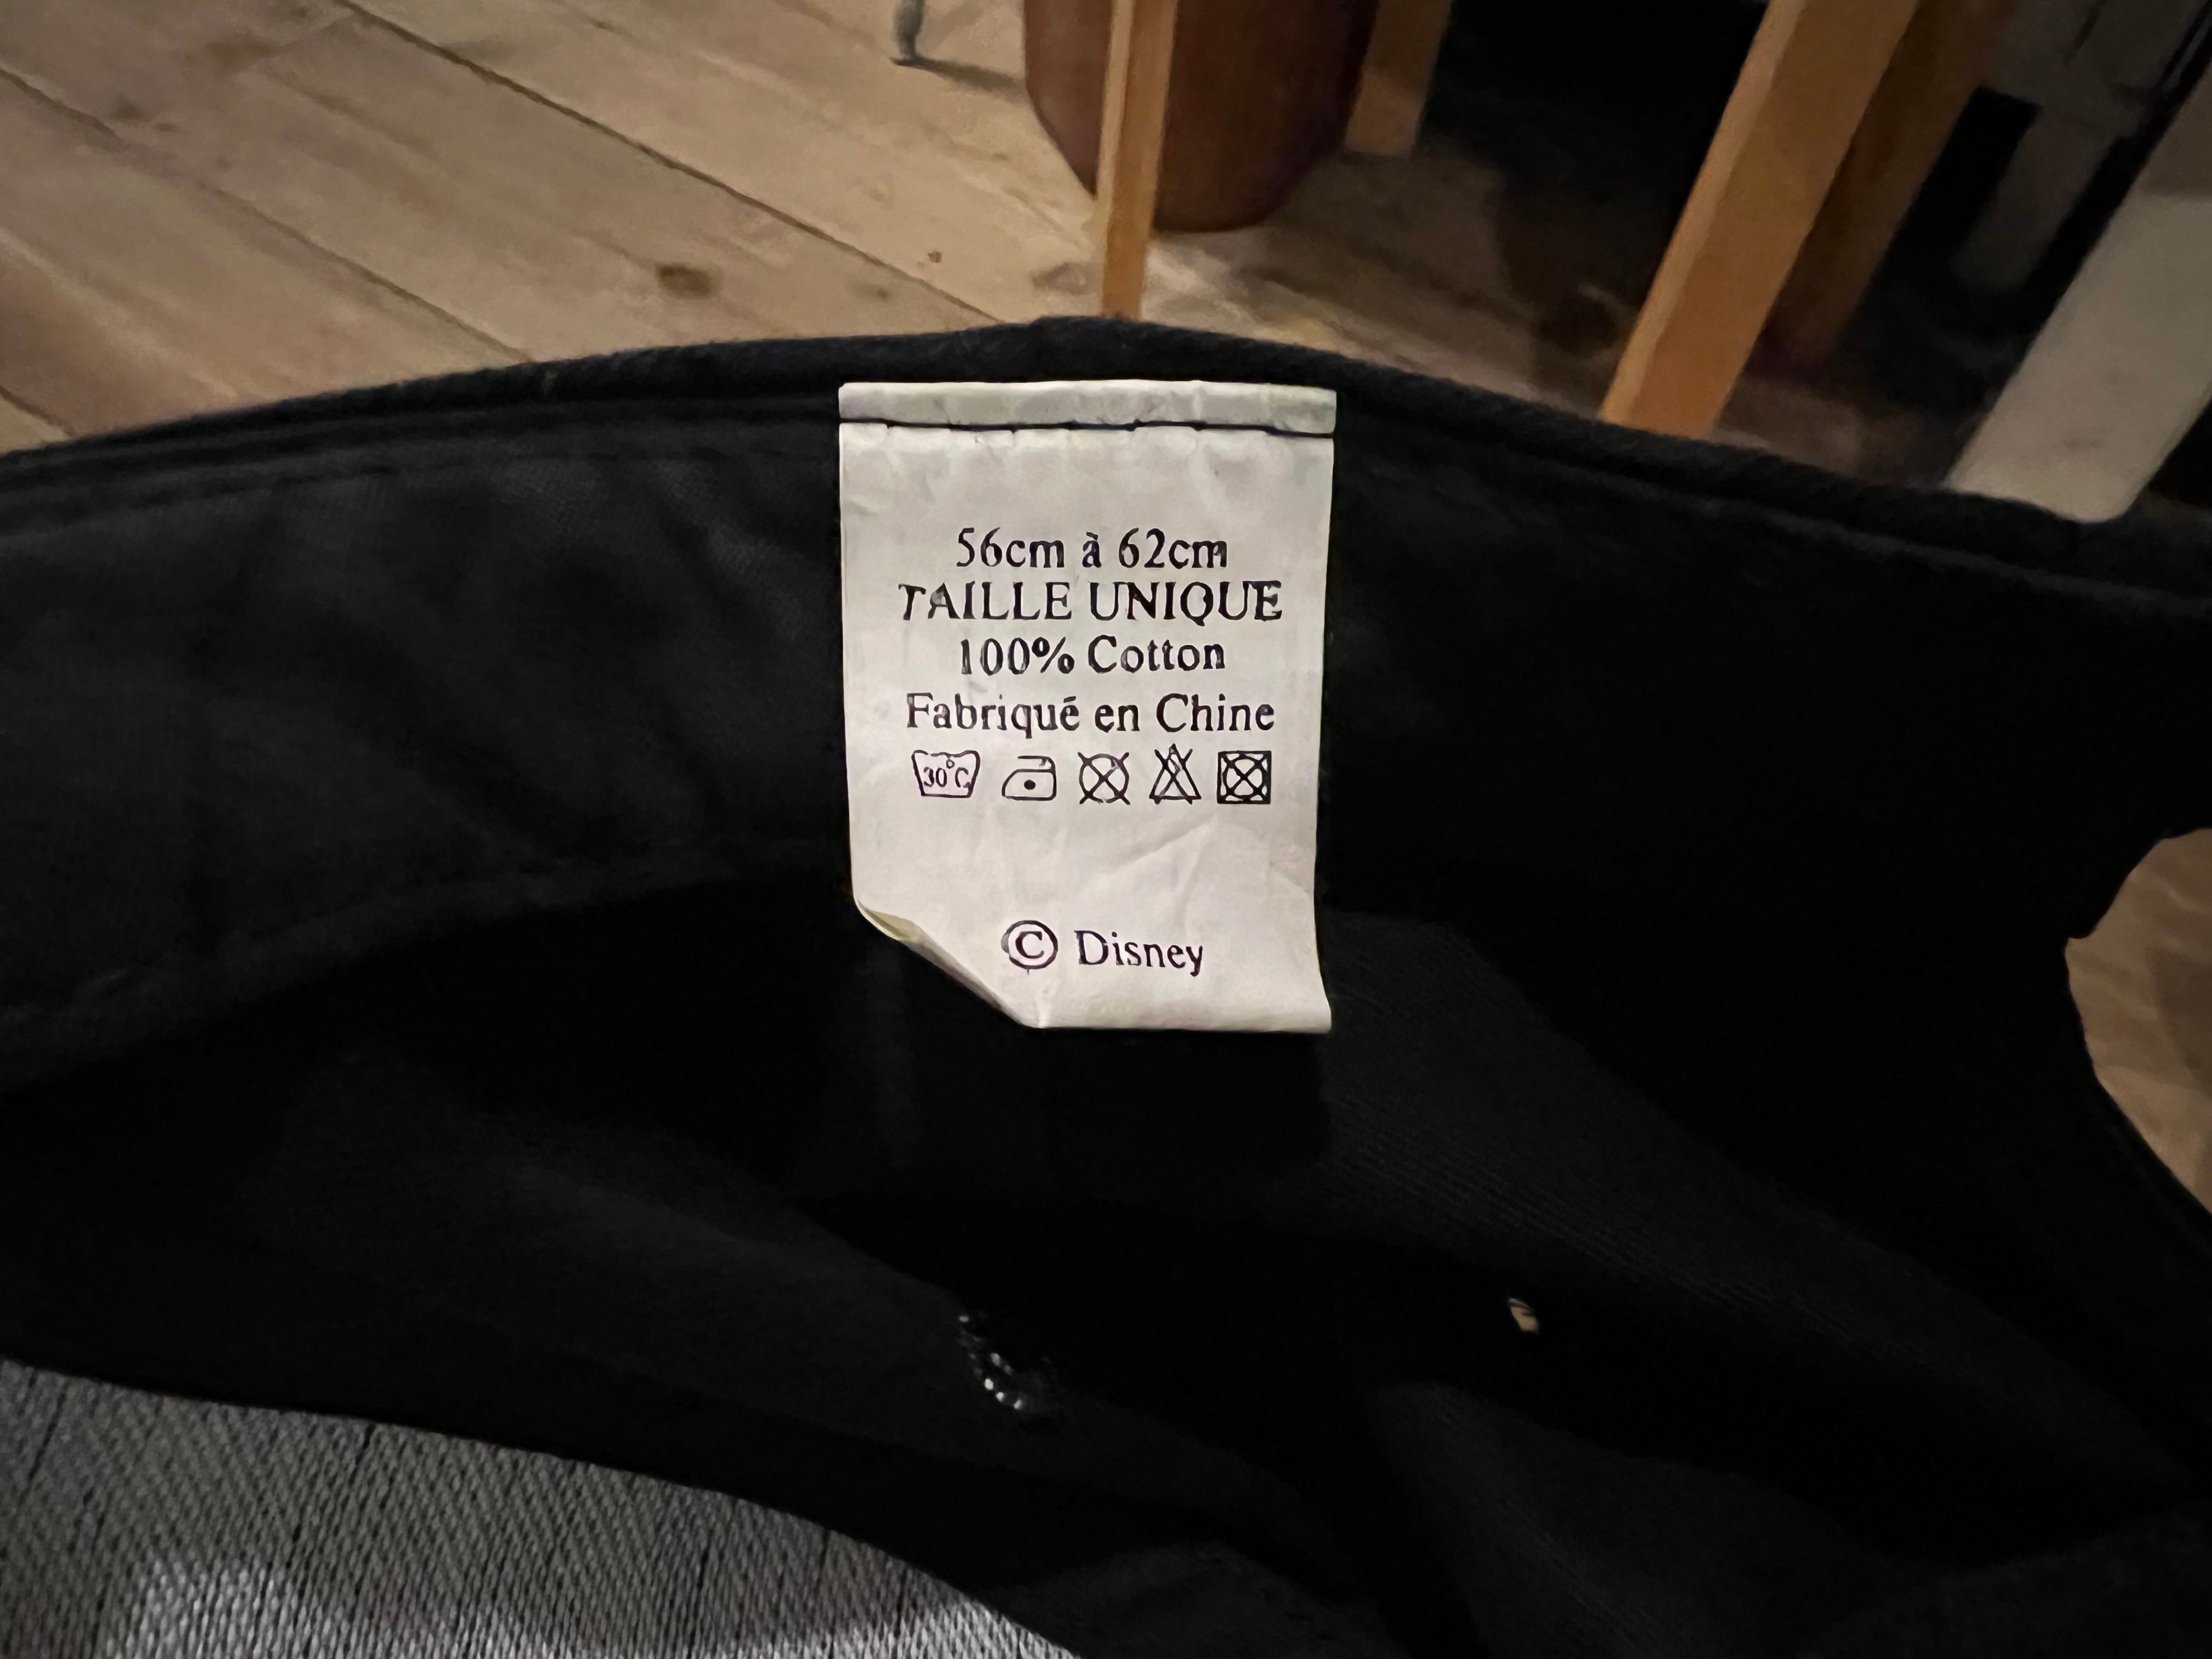 56cm à 62cm
TAILLE UNIQUE
100% Cotton
Fabriqué en Chine
30°C
© Disney